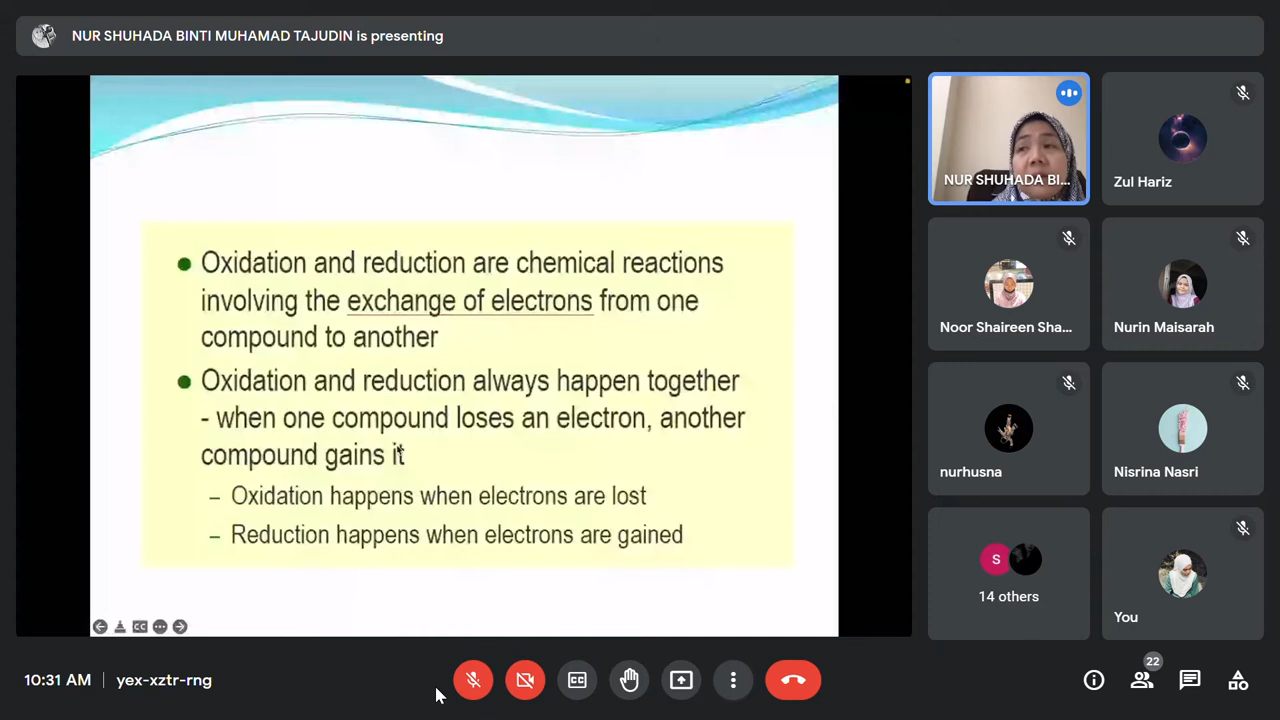 NUR SHUHADA BINTI MUHAMAD TAJUDIN is presenting
Oxidation and reduction are chemical reactions
involving the exchange of electrons from one
compound to another
Oxidation and reduction always happen together
- when one compound loses an electron, another
compound gains it
– Oxidation happens when electrons are lost
– Reduction happens when electrons are gained
CC
NUR SHUHADA BI...
Zul Hariz
Noor Shaireen Sha...
Nurin Maisarah
nurhusna
Nisrina Nasri
S
14 others
You
10:31 AM
yex-xztr-rng
CC
22